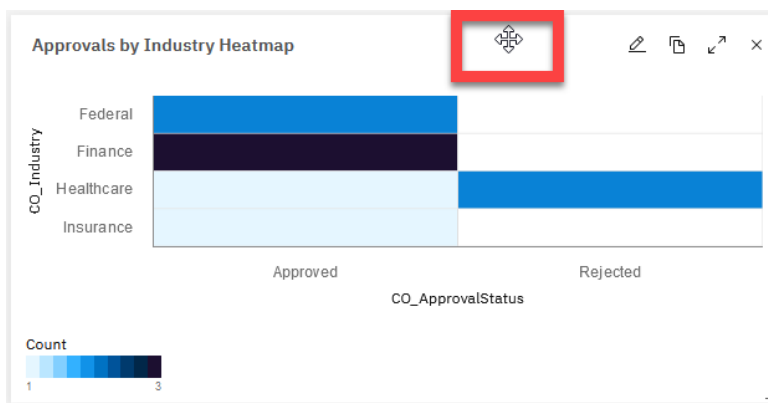 Approvals by Industry Heatmap
CO_Industry
Federal
Finance
Healthcare
Insurance
Approved Rejected
CO_ApprovalStatus
Count
1 3